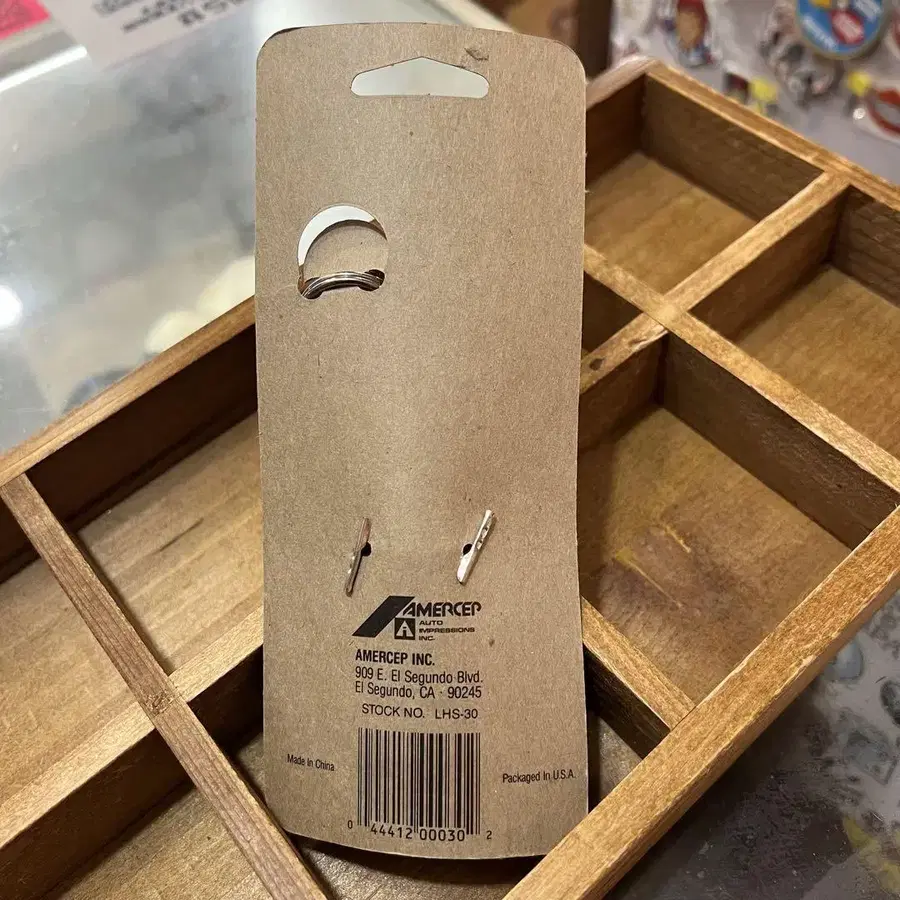 AMERCEP
AUTO
IMPRESSIONS
INC.
AMERCEP INC.
909 E. El Segundo Blvd.
El Segundo, CA - 90245
STOCK NO. LHS-30
Made In China
Packaged In U.S.A.
0 44412 00030 2